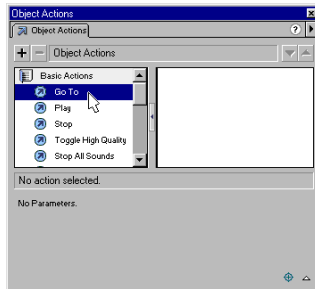 Object Actions
Object Actions
?
Object Actions
Basic Actions
Go To
Play
Stop
Toggle High Quality
Stop All Sounds
No action selected.
No Parameters.